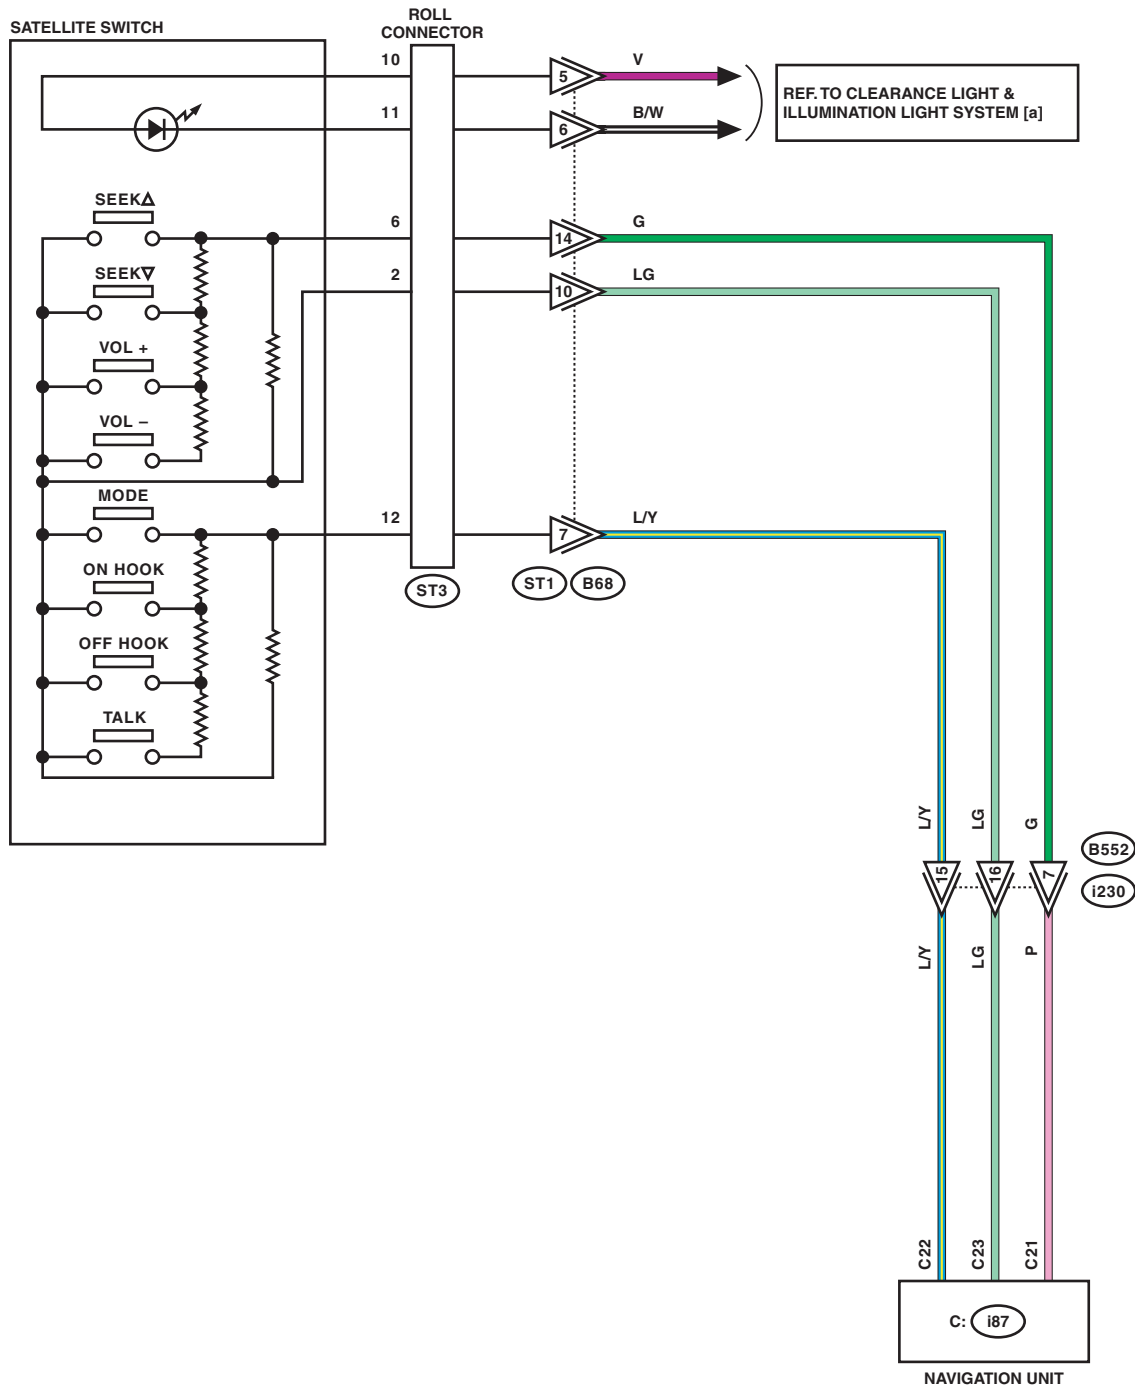 ROLL
CONNECTOR
SATELLITE SWITCH
10
5
V
REF. TO CLEARANCE LIGHT &
ILLUMINATION LIGHT SYSTEM [a]
11
6
B/W
SEEK△
6
14
G
SEEK▽
2
10
LG
VOL +
VOL –
MODE
12
7
L/Y
ON HOOK
ST3
ST1
B68
OFF HOOK
TALK
L/Y
LG
G
B552
15
16
7
i230
L/Y
LG
P
C22
C23
C21
C:
i87
NAVIGATION UNIT